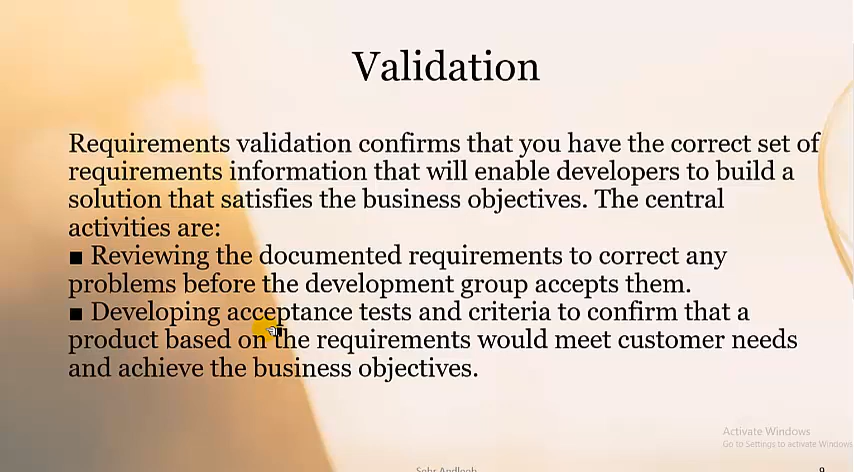 Validation
Requirements validation confirms that you have the correct set of
requirements information that will enable developers to build a
solution that satisfies the business objectives. The central
activities are:
■ Reviewing the documented requirements to correct any
problems before the development group accepts them.
■ Developing acceptance tests and criteria to confirm that a
product based on the requirements would meet customer needs
and achieve the business objectives.
Activate Windows
Go to Settings to activate Windows
9